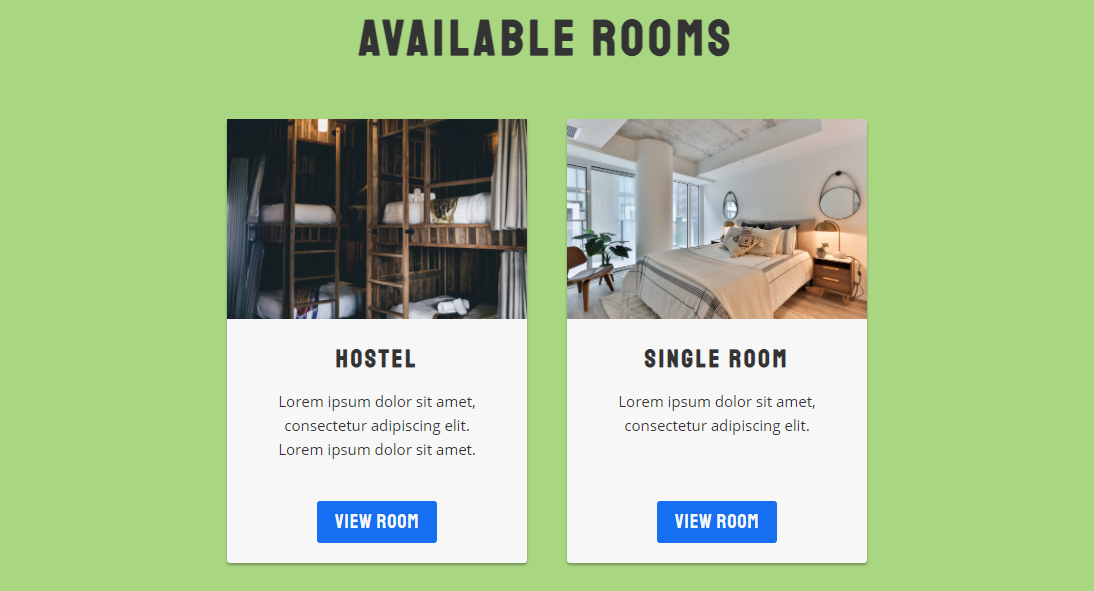 AVAILABLE ROOMS
HOSTEL
Lorem ipsum dolor sit amet,
consectetur adipiscing elit.
Lorem ipsum dolor sit amet.
VIEW ROOM
SINGLE ROOM
Lorem ipsum dolor sit amet,
consectetur adipiscing elit.
VIEW ROOM